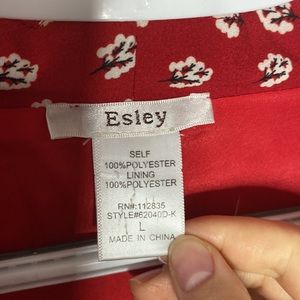 Esley
SELF
100%POLYESTER
LINING
100%POLYESTER
RN#:112835
STYLE#62040D-K
L
MADE IN CHINA